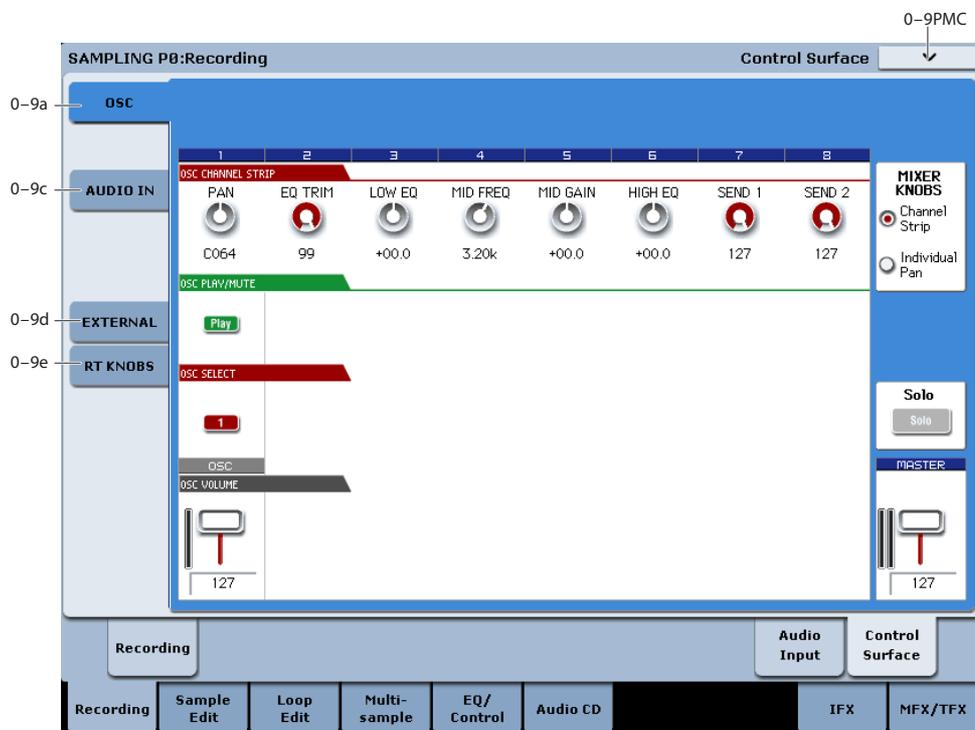 0–9PMC
SAMPLING P0:Recording
Control Surface
0–9a
OSC
1 2 3 4 5 6 7 8
OSC CHANNEL STRIP
0–9c
AUDIO IN
PAN EQ TRIM LOW EQ MID FREQ MID GAIN HIGH EQ SEND 1 SEND 2
C064 99 +00.0 3.20k +00.0 +00.0 127 127
MIXER
KNOBS
Channel
Strip
Individual
Pan
OSC PLAY/MUTE
0–9d
EXTERNAL
Play
0–9e
RT KNOBS
OSC SELECT
1
OSC
Solo
Solo
MASTER
OSC VOLUME
127
127
Recording
Audio
Input
Control
Surface
Recording
Sample
Edit
Loop
Edit
Multi-
sample
EQ/
Control
Audio CD
IFX
MFX/TFX